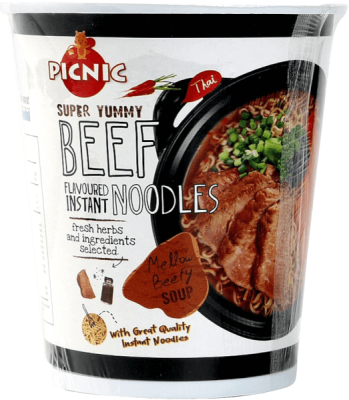 PICNIC
Thai
SUPER YUMMY
BEEF
FLAVOURED
INSTANT NOODLES
fresh herbs
and ingredients
selected
Mellow
Beefy
SOUP
with Great Quality
Instant Noodles